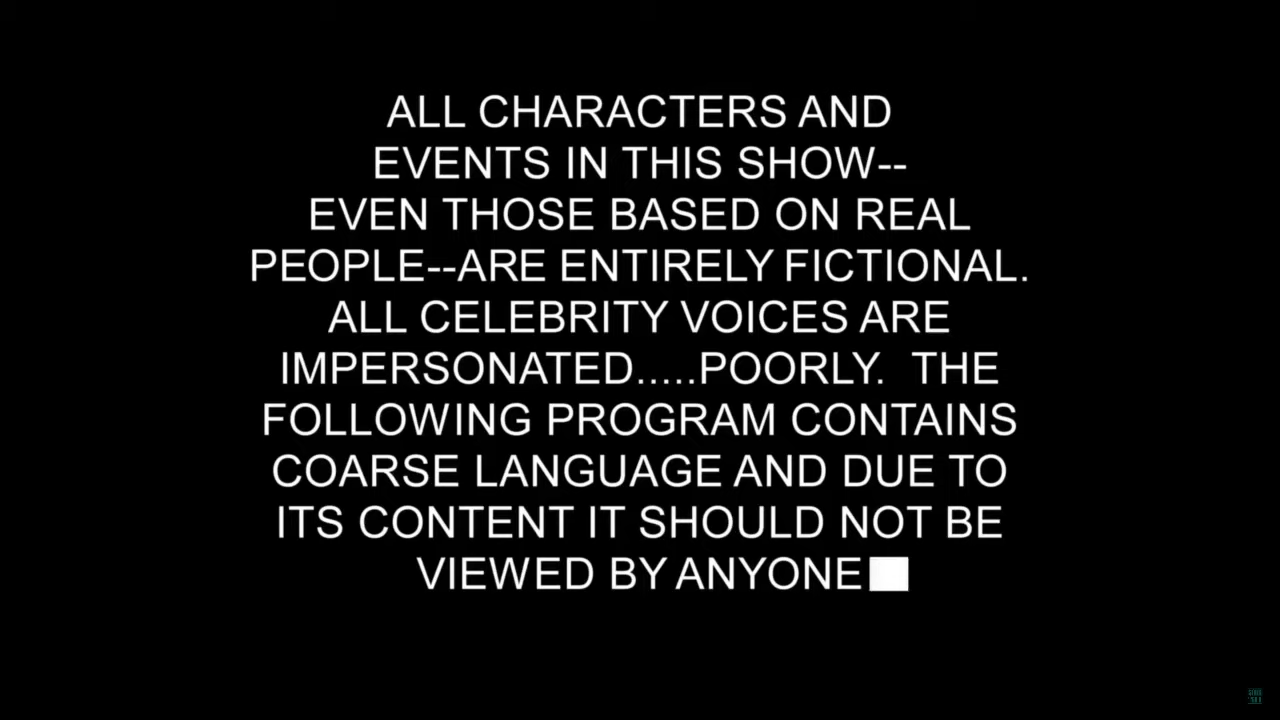 ALL CHARACTERS AND
EVENTS IN THIS SHOW--
EVEN THOSE BASED ON REAL
PEOPLE--ARE ENTIRELY FICTIONAL.
ALL CELEBRITY VOICES ARE
IMPERSONATED.....POORLY.  THE
FOLLOWING PROGRAM CONTAINS
COARSE LANGUAGE AND DUE TO
ITS CONTENT IT SHOULD NOT BE
VIEWED BY ANYONE